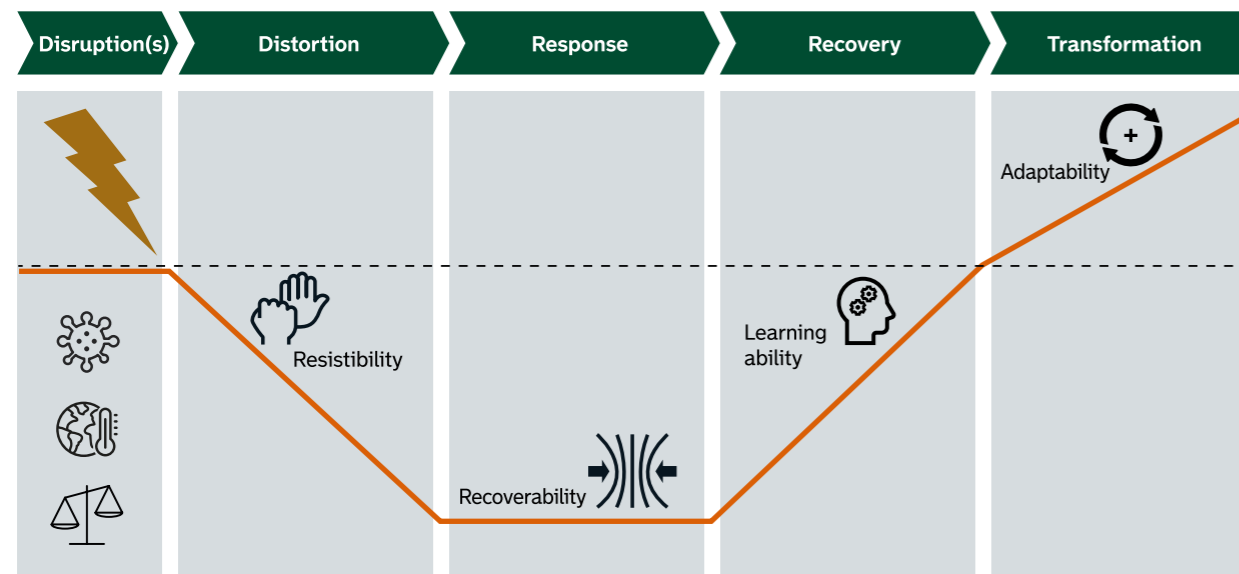 Disruption(s)
Distortion
Response
Recovery
Transformation
Adaptability
+
Resistibility
Learning
ability
Recoverability